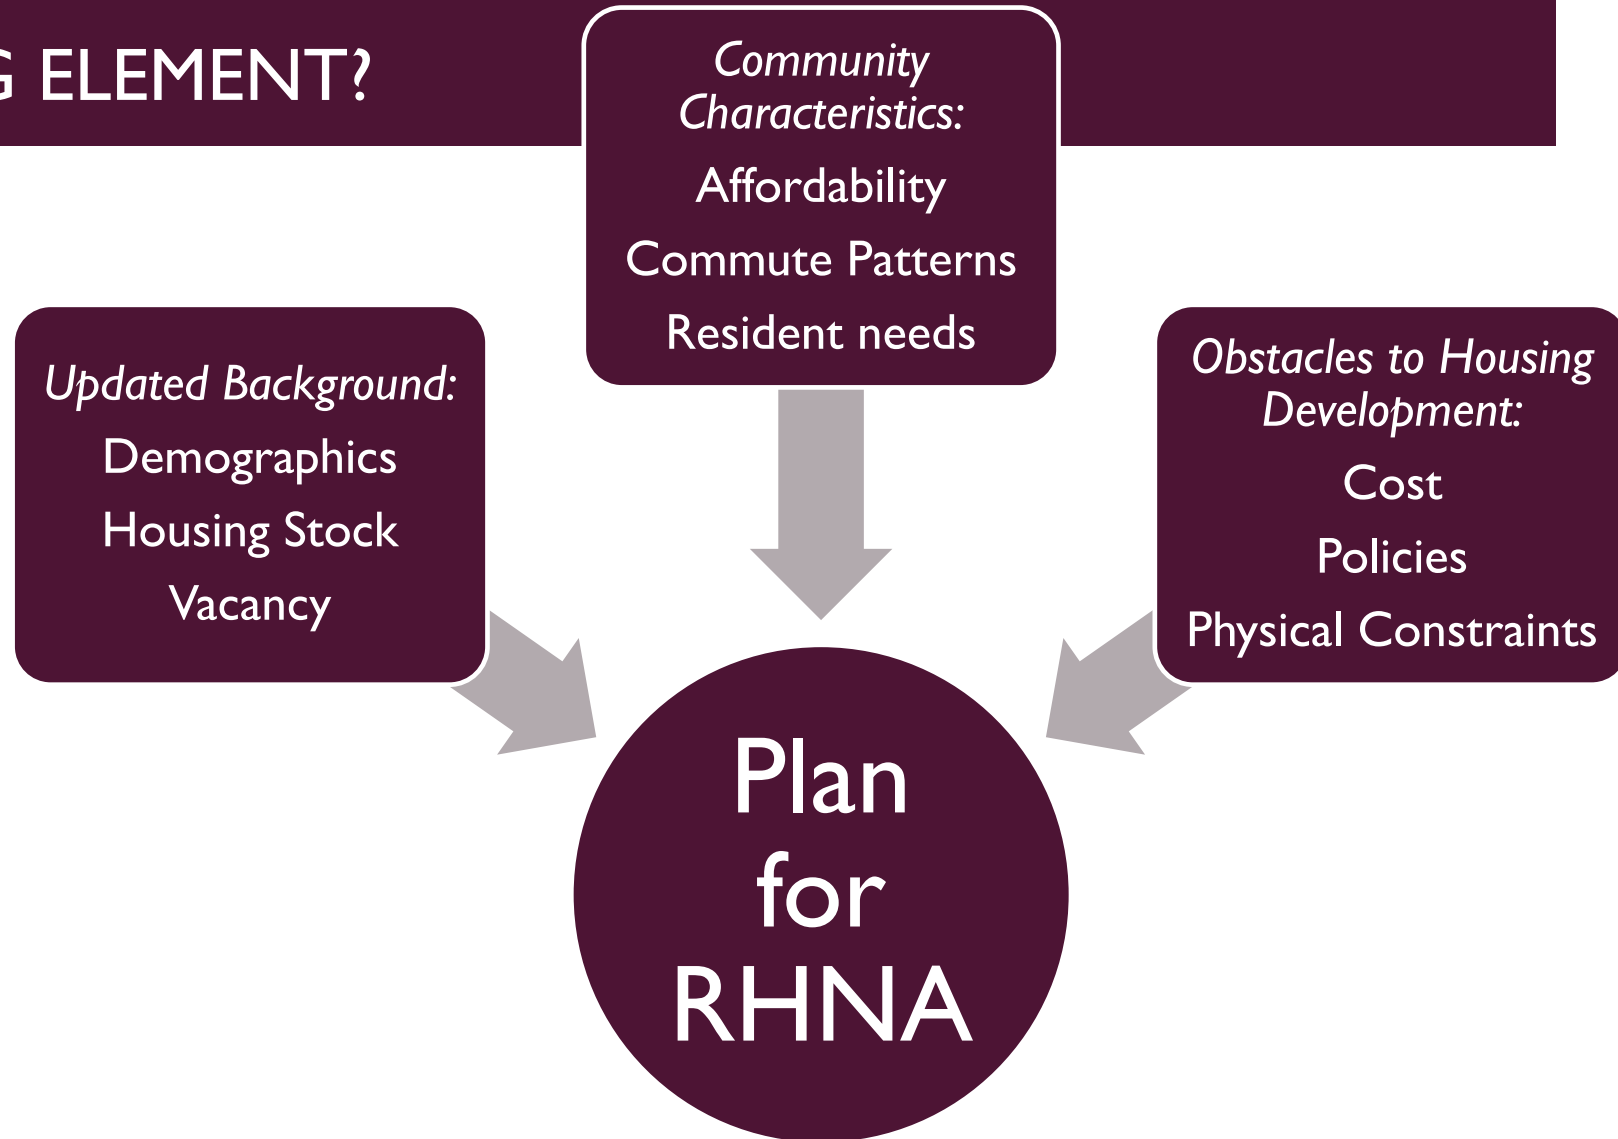 G ELEMENT?
Community
Characteristics:
Affordability
Commute Patterns
Resident needs
Updated Background:
Demographics
Housing Stock
Vacancy
Obstacles to Housing
Development:
Cost
Policies
Physical Constraints
Plan
for
RHNA